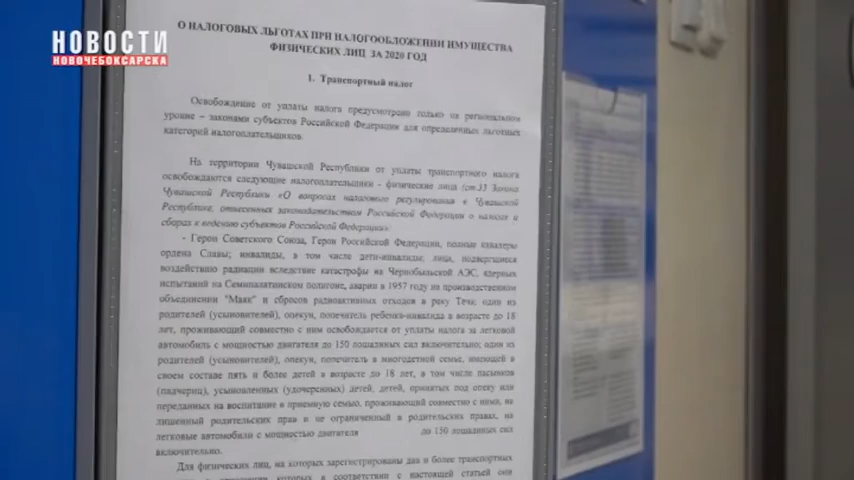 НОВОСТИ
НОВОЧЕБОКСАРСКА
О НАЛОГОВЫХ ЛЬГОТАХ ПРИ НАЛОГООБЛОЖЕНИИ ИМУЩЕСТВА
ФИЗИЧЕСКИХ ЛИЦ ЗА 2020 ГОД
1. Транспортный налог
Освобождение от уплаты налога предусмотрено только на региональном
уровне – законами субъектов Российской Федерации для определенных льготных
категорий налогоплательщиков.
На территории Чувашской Республики от уплаты транспортного налога
освобождаются следующие налогоплательщики - физические лица (ст.33 Закона
Чувашской Республики «О вопросах налогового регулирования в Чувашской
Республике, отнесенных законодательством Российской Федерации о налогах и
сборах к ведению субъектов Российской Федерации»:
- Герои Советского Союза, Герои Российской Федерации, полные кавалеры
ордена Славы; инвалиды, в том числе дети-инвалиды; лица, подвергшиеся
воздействию радиации вследствие катастрофы на Чернобыльской АЭС, ядерных
испытаний на Семипалатинском полигоне, аварии в 1957 году на производственном
объединении "Маяк" и сбросов радиоактивных отходов в реку Теча; один из
родителей (усыновителей), опекун, попечитель ребенка-инвалида в возрасте до 18
лет, проживающий совместно с ним освобождается от уплаты налога за легковой
автомобиль с мощностью двигателя до 150 лошадиных сил включительно; один из
родителей (усыновителей), опекун, попечитель в многодетной семье, имеющей в
своем составе пять и более детей в возрасте до 18 лет, в том числе пасынков
(падчериц), усыновленных (удочеренных) детей, детей, принятых под опеку или
переданных на воспитание в приемную семью, проживающий совместно с ними, не
лишенный родительских прав и не ограниченный в родительских правах, на
легковые автомобили с мощностью двигателя до 150 лошадиных сил
включительно.
Для физических лиц, на которых зарегистрированы два и более транспортных
в соответствии с настоящей статьей они